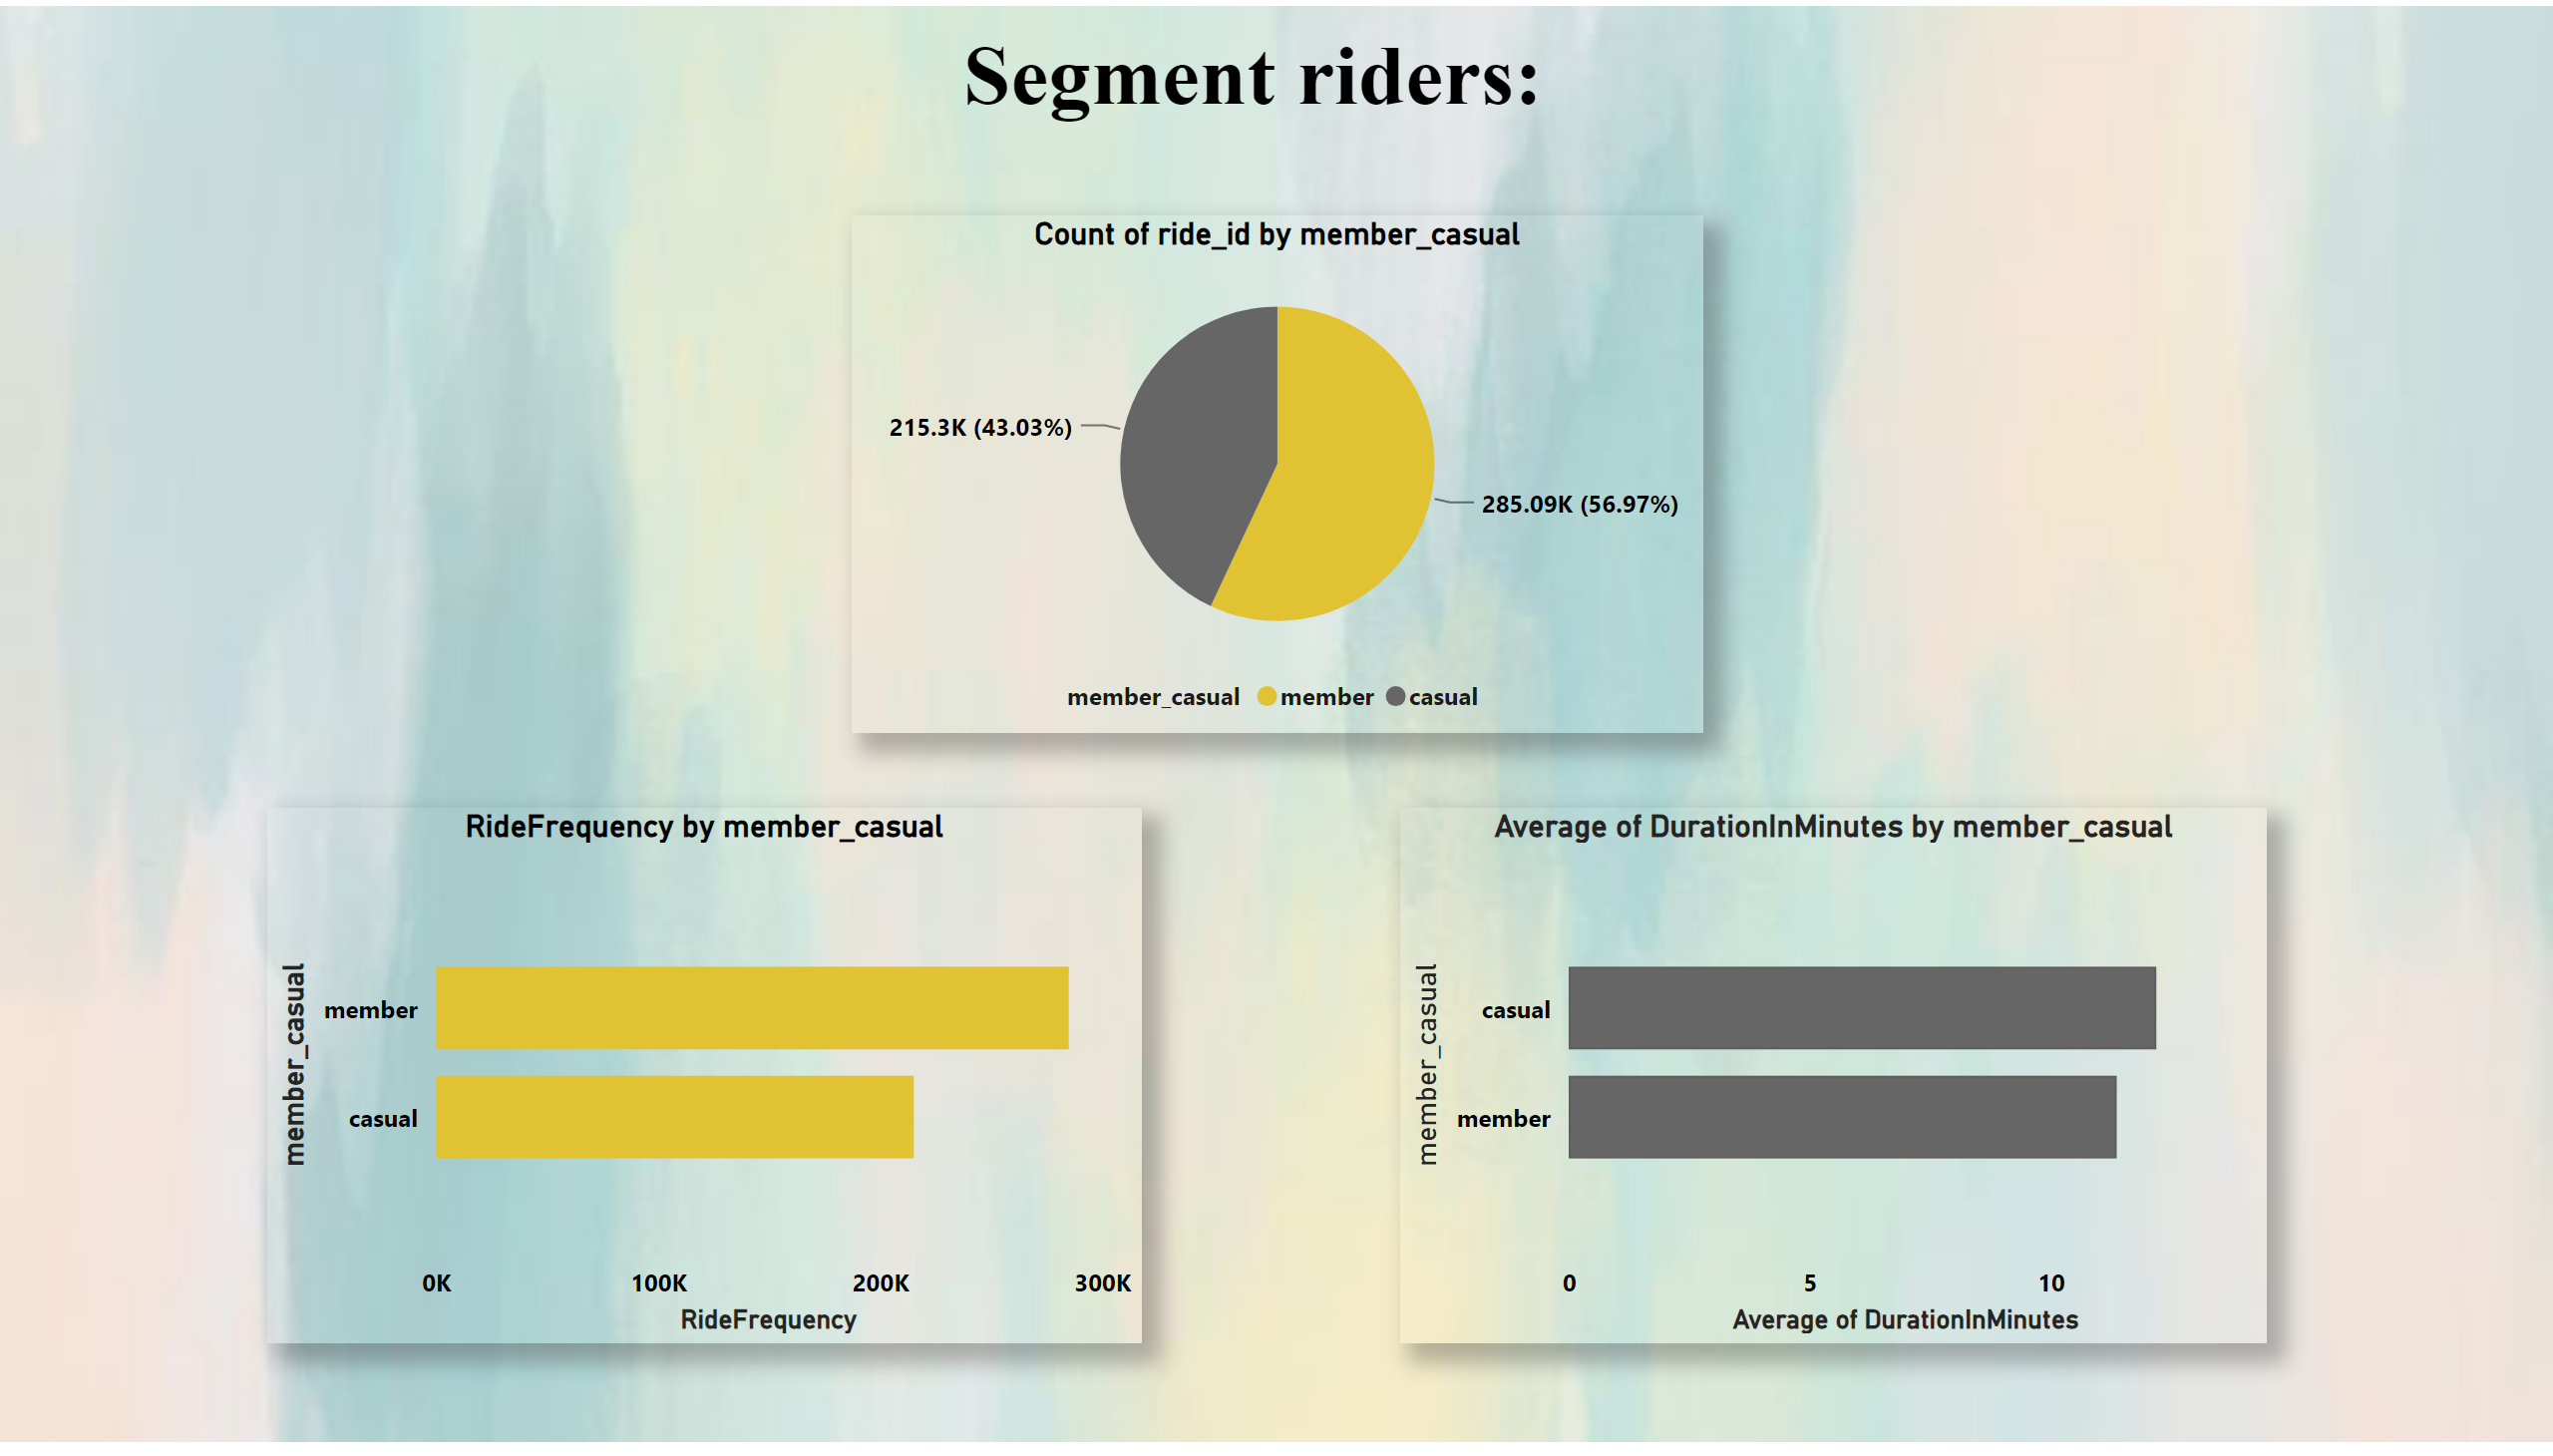 Segment riders:
Count of ride_id by member_casual
215.3K (43.03%)
285.09K (56.97%)
member_casual member casual
RideFrequency by member_casual
member_casual
member
casual
0K 100K 200K 300K
RideFrequency
Average of DurationInMinutes by member_casual
member_casual
casual
member
0 5 10
Average of DurationInMinutes